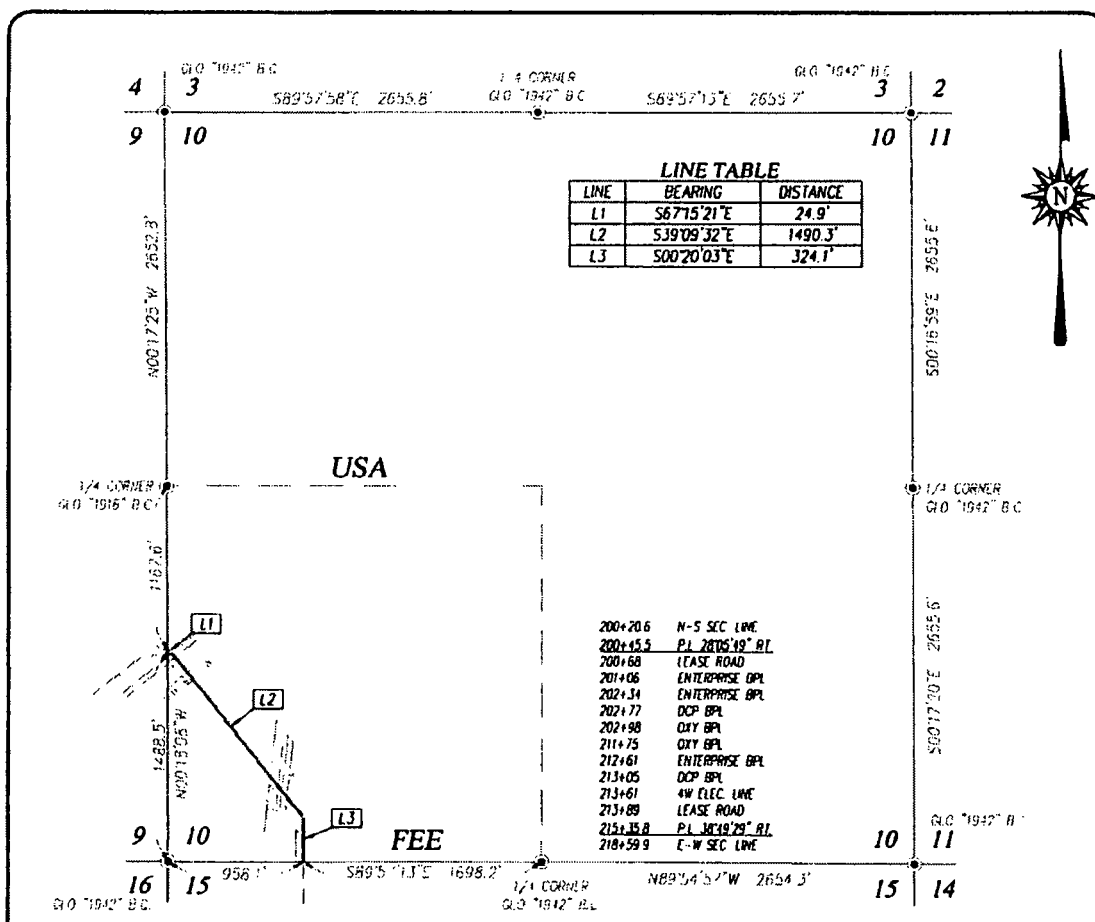 GLO "1942" B.C.
1/4 CORNER
GLO "1942" B.C.
GLO "1942" B.C.
4 3
S89°57'58"E 2655.8'
S89°57'13"E
3 2
9 10
10 11
LINE TABLE
LINE BEARING DISTANCE
L1 S67°15'21"E 24.9'
L2 S39°09'32"E 1490.3'
L3 S00°20'03"E 324.1'
N
N00°17'25"W
S00°16'59"E 2655.6'
USA
1/4 CORNER
GLO "1916" B.C.
1/4 CORNER
GLO "1942" B.C.
L1
L2
L3
1488.5'
S00°17'20"E 2655.6'
200+20.6 N-S SEC LINE
200+45.5 P.I. 28°05'49" RT.
200+68 LEASE ROAD
201+06 ENTERPRISE BPL
202+34 ENTERPRISE BPL
202+77 DCP BPL
202+98 OXY BPL
211+75 OXY BPL
212+61 ENTERPRISE BPL
213+05 DCP BPL
213+61 4W ELEC. LINE
213+89 LEASE ROAD
215+35.8 P.I. 38°49'29" RT.
218+59.9 E-W SEC LINE
9 10
FEE
10 11
GLO "1942"
958.1'
1698.2'
N89°54'57"W 2654.3'
16 15
1/4 CORNER
GLO "1942" B.C.
15 14
GLO "1942" B.C.